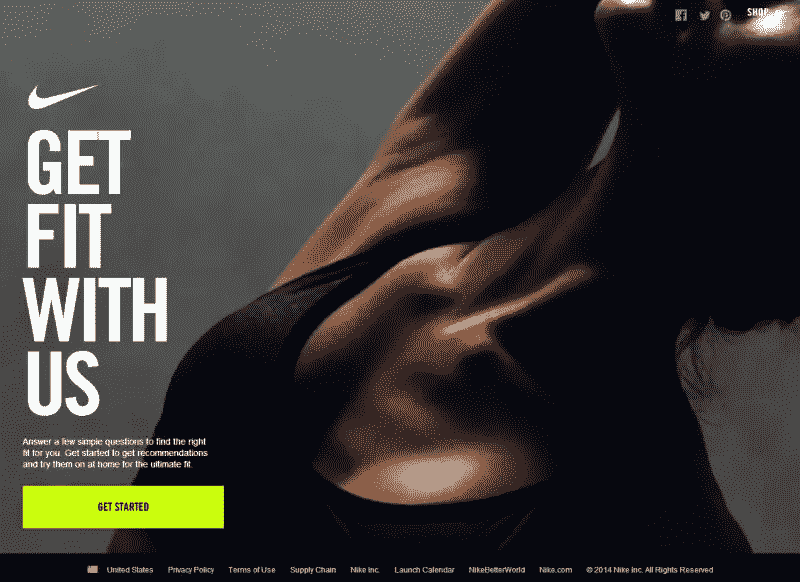 SHOP
GET
FIT
WITH
US
Answer a few simple questions to find the right
fit for you. Get started to get recommendations
and try them on at home for the ultimate fit.
GET STARTED
United States Privacy Policy Terms of Use Supply Chain Nike Inc. Launch Calendar NikeBetterWorld Nike.com © 2014 Nike Inc. All Rights Reserved